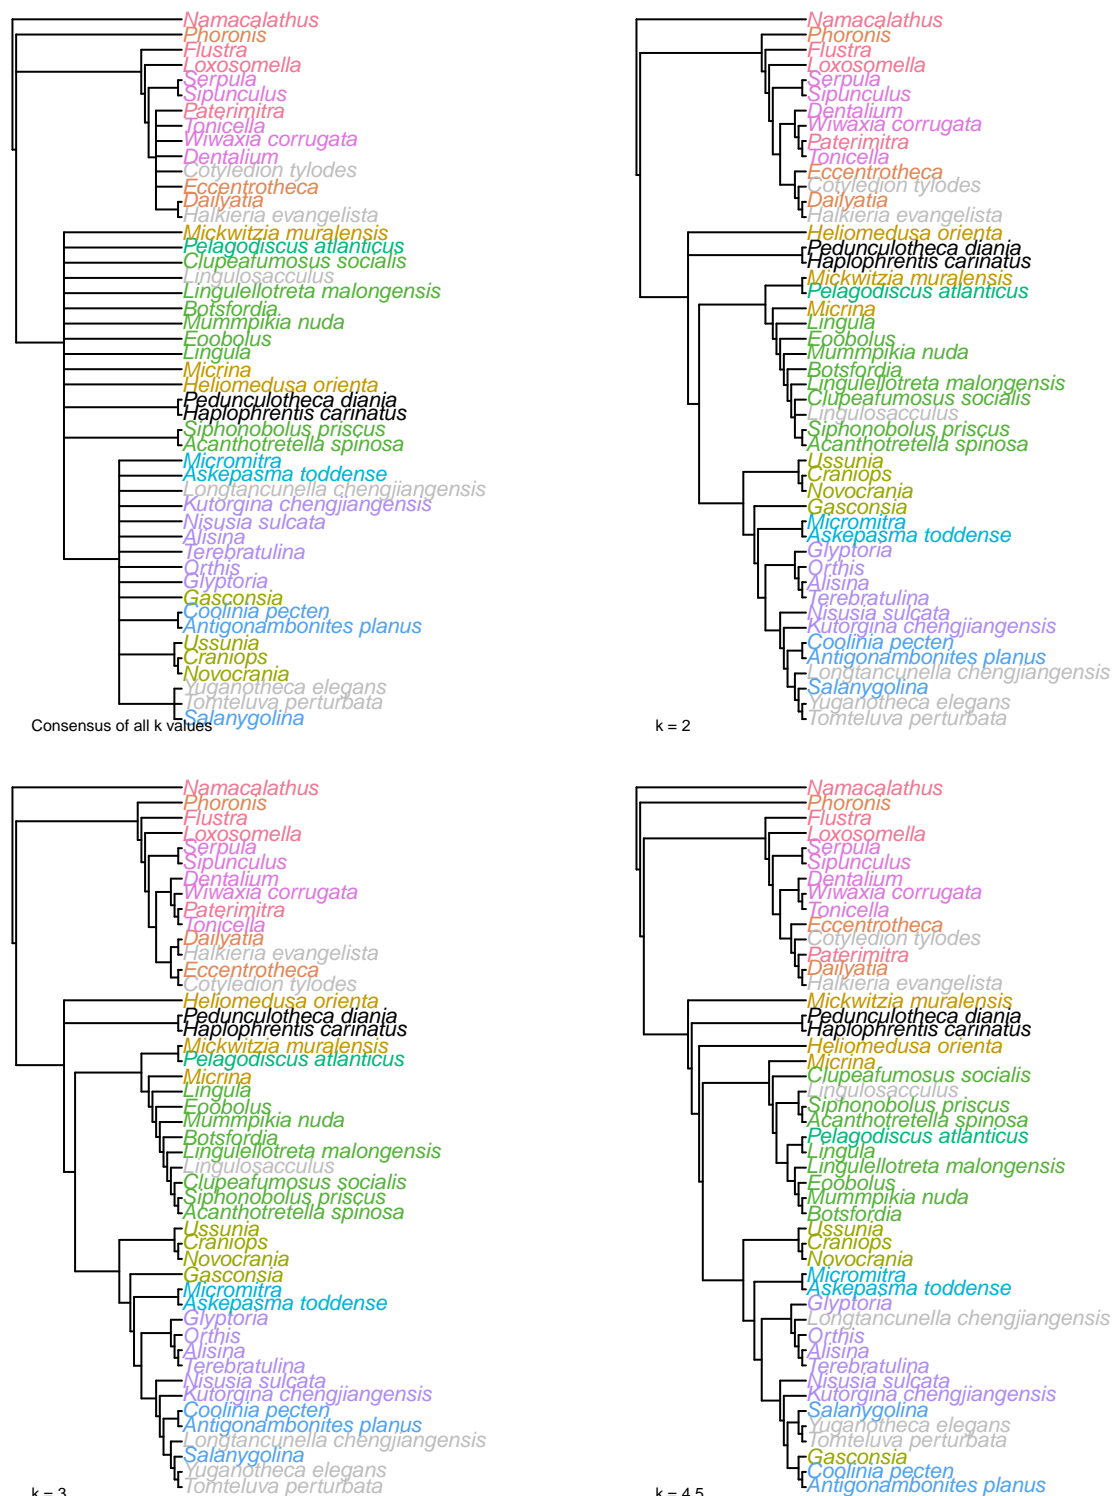 Namacalathus
Phoronis
Flustra
Loxosomella
Serpula
Sipunculus
Paterimitra
Tonicella
Wiwaxia corrugata
Dentalium
Cotyledion tylodes
Eccentrotheca
Dailyatia
Halkieria evangelista
Mickwitzia muralensis
Pelagodiscus atlanticus
Clupeafumosus socialis
Lingulosacculus
Lingulellotreta malongensis
Botsfordia
Mummpikia nuda
Eoobolus
Lingula
Micrina
Heliomedusa orienta
Pedunculotheca diania
Haplophrentis carinatus
Siphonobolus priscus
Acanthotretella spinosa
Micromitra
Askepasma toddense
Longtancunella chengjiangensis
Kutorgina chengjiangensis
Nisusia sulcata
Alisina
Terebratulina
Orthis
Glyptoria
Gasconsia
Coolinia pecten
Antigonambonites planus
Ussunia
Craniops
Novocrania
Yuganotheca elegans
Tomteluva perturbata
Salanygolina
Consensus of all k values
Namacalathus
Phoronis
Flustra
Loxosomella
Serpula
Sipunculus
Dentalium
Wiwaxia corrugata
Paterimitra
Tonicella
Eccentrotheca
Cotyledion tylodes
Dailyatia
Halkieria evangelista
Heliomedusa orienta
Pedunculotheca diania
Haplophrentis carinatus
Mickwitzia muralensis
Pelagodiscus atlanticus
Micrina
Lingula
Eoobolus
Mummpikia nuda
Botsfordia
Lingulellotreta malongensis
Clupeafumosus socialis
Lingulosacculus
Siphonobolus priscus
Acanthotretella spinosa
Ussunia
Craniops
Novocrania
Gasconsia
Micromitra
Askepasma toddense
Glyptoria
Orthis
Alisina
Terebratulina
Nisusia sulcata
Kutorgina chengjiangensis
Coolinia pecten
Antigonambonites planus
Longtancunella chengjiangensis
Salanygolina
Yuganotheca elegans
Tomteluva perturbata
k = 2
Namacalathus
Phoronis
Flustra
Loxosomella
Serpula
Sipunculus
Dentalium
Wiwaxia corrugata
Paterimitra
Tonicella
Dailyatia
Halkieria evangelista
Eccentrotheca
Cotyledion tylodes
Heliomedusa orienta
Pedunculotheca diania
Haplophrentis carinatus
Mickwitzia muralensis
Pelagodiscus atlanticus
Micrina
Lingula
Eoobolus
Mummpikia nuda
Botsfordia
Lingulellotreta malongensis
Lingulosacculus
Clupeafumosus socialis
Siphonobolus priscus
Acanthotretella spinosa
Ussunia
Craniops
Novocrania
Gasconsia
Micromitra
Askepasma toddense
Glyptoria
Orthis
Alisina
Terebratulina
Nisusia sulcata
Kutorgina chengjiangensis
Coolinia pecten
Antigonambonites planus
Longtancunella chengjiangensis
Salanygolina
Yuganotheca elegans
Tomteluva perturbata
k = 3
Namacalathus
Phoronis
Flustra
Loxosomella
Serpula
Sipunculus
Dentalium
Wiwaxia corrugata
Tonicella
Eccentrotheca
Cotyledion tylodes
Paterimitra
Dailyatia
Halkieria evangelista
Mickwitzia muralensis
Pedunculotheca diania
Haplophrentis carinatus
Heliomedusa orienta
Micrina
Clupeafumosus socialis
Lingulosacculus
Siphonobolus priscus
Acanthotretella spinosa
Pelagodiscus atlanticus
Lingula
Lingulellotreta malongensis
Eoobolus
Mummpikia nuda
Botsfordia
Ussunia
Craniops
Novocrania
Micromitra
Askepasma toddense
Glyptoria
Longtancunella chengjiangensis
Orthis
Alisina
Terebratulina
Nisusia sulcata
Kutorgina chengjiangensis
Salanygolina
Yuganotheca elegans
Tomteluva perturbata
Gasconsia
Coolinia pecten
Antigonambonites planus
k = 4.5